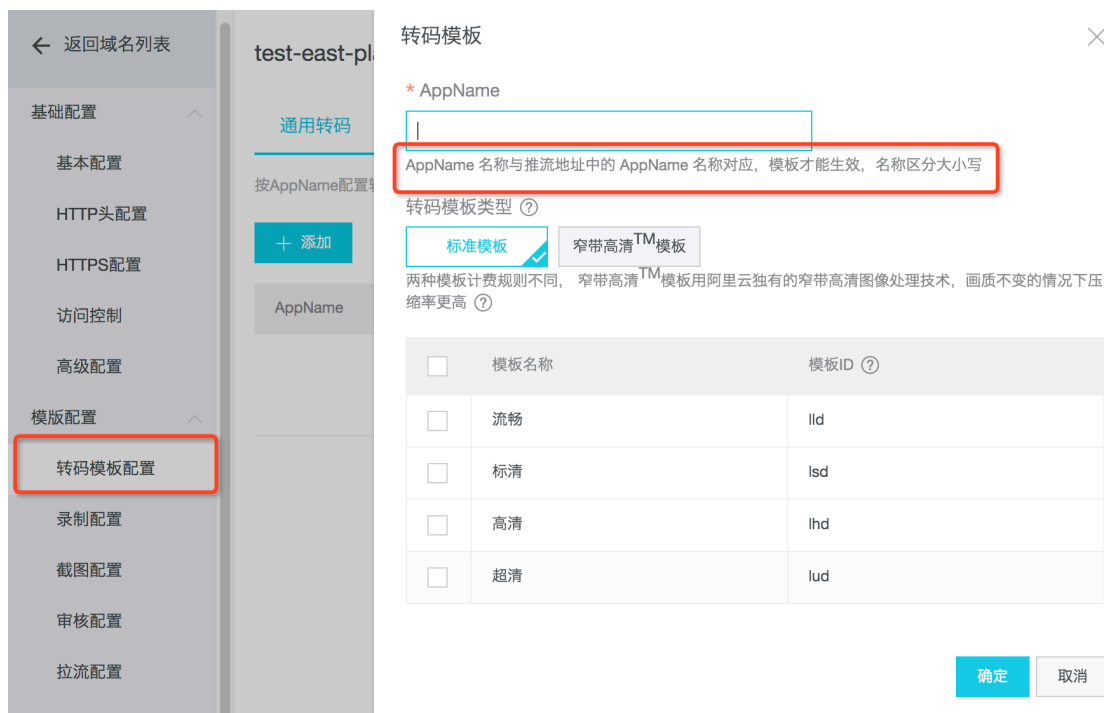 返回域名列表
基础配置
基本配置
HTTP头配置
HTTPS配置
访问控制
高级配置
模版配置
转码模板配置
录制配置
截图配置
审核配置
拉流配置
test-east-pl
通用转码
按AppName配置
添加
AppName
转码模板
* AppName
AppName 名称与推流地址中的 AppName 名称对应，模板才能生效，名称区分大小写
转码模板类型
标准模板
窄带高清TM模板
两种模板计费规则不同， 窄带高清TM模板用阿里云独有的窄带高清图像处理技术，画质不变的情况下压
缩率更高
模板名称 模板ID
流畅 lld
标清 lsd
高清 lhd
超清 lud
确定 取消